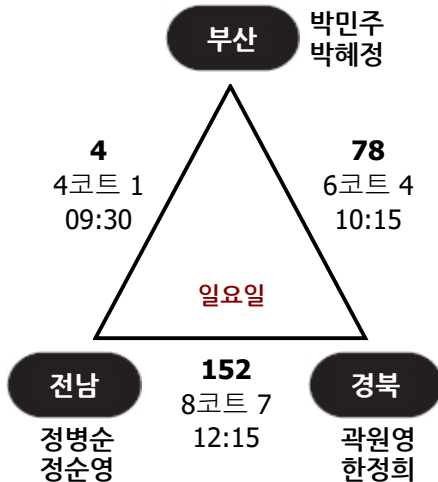 부산
박민주
박혜정
4
4코트 1
09:30
78
6코트 4
10:15
일요일
전남
정병순
정순영
152
8코트 7
12:15
경북
곽원영
한정희